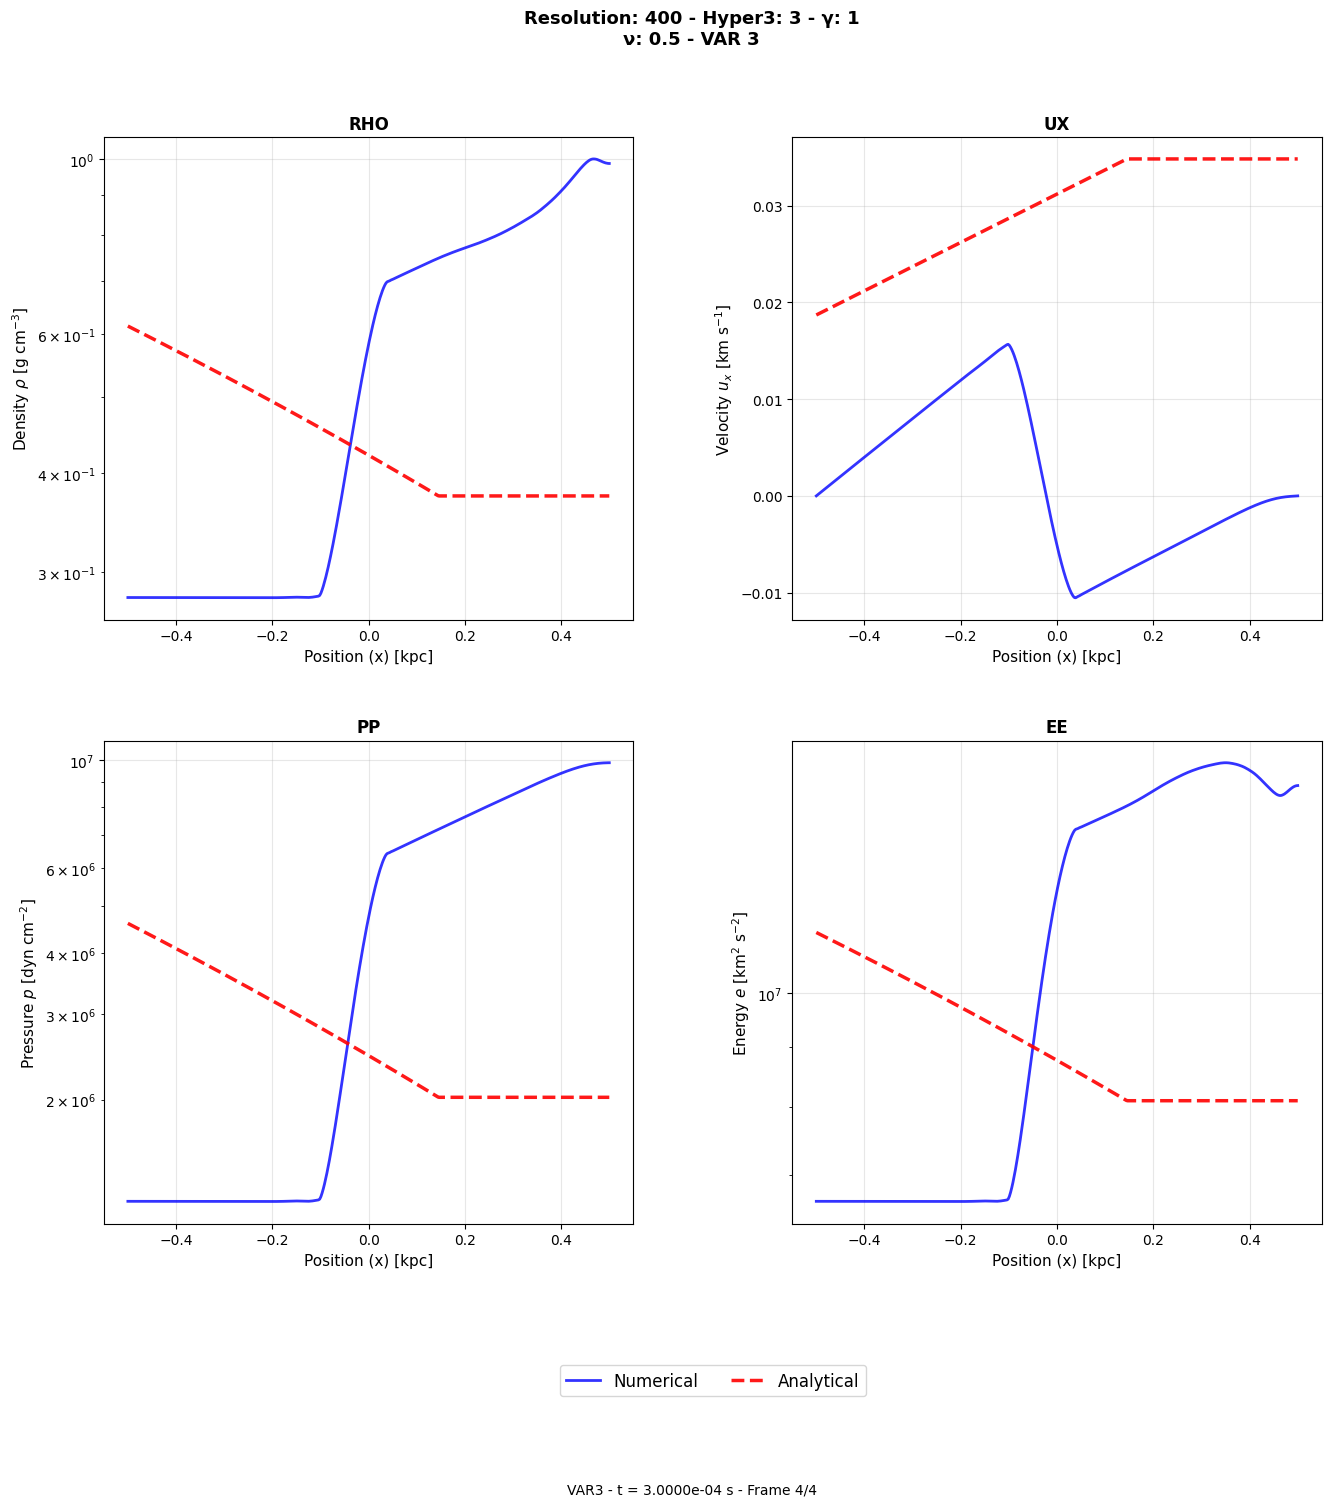 Resolution: 400 - Hyper3: 3 - γ: 1
ν: 0.5 - VAR 3
RHO
Density ρ [g cm⁻³]
10⁰
6 × 10⁻¹
4 × 10⁻¹
3 × 10⁻¹
−0.4 −0.2 0.0 0.2 0.4
Position (x) [kpc]
UX
Velocity uₓ [km s⁻¹]
0.03
0.02
0.01
0.00
−0.01
−0.4 −0.2 0.0 0.2 0.4
Position (x) [kpc]
PP
Pressure p [dyn cm⁻²]
10⁷
6 × 10⁶
4 × 10⁶
3 × 10⁶
2 × 10⁶
−0.4 −0.2 0.0 0.2 0.4
Position (x) [kpc]
EE
Energy e [km² s⁻²]
10⁷
−0.4 −0.2 0.0 0.2 0.4
Position (x) [kpc]
Numerical Analytical
VAR3 - t = 3.0000e-04 s - Frame 4/4